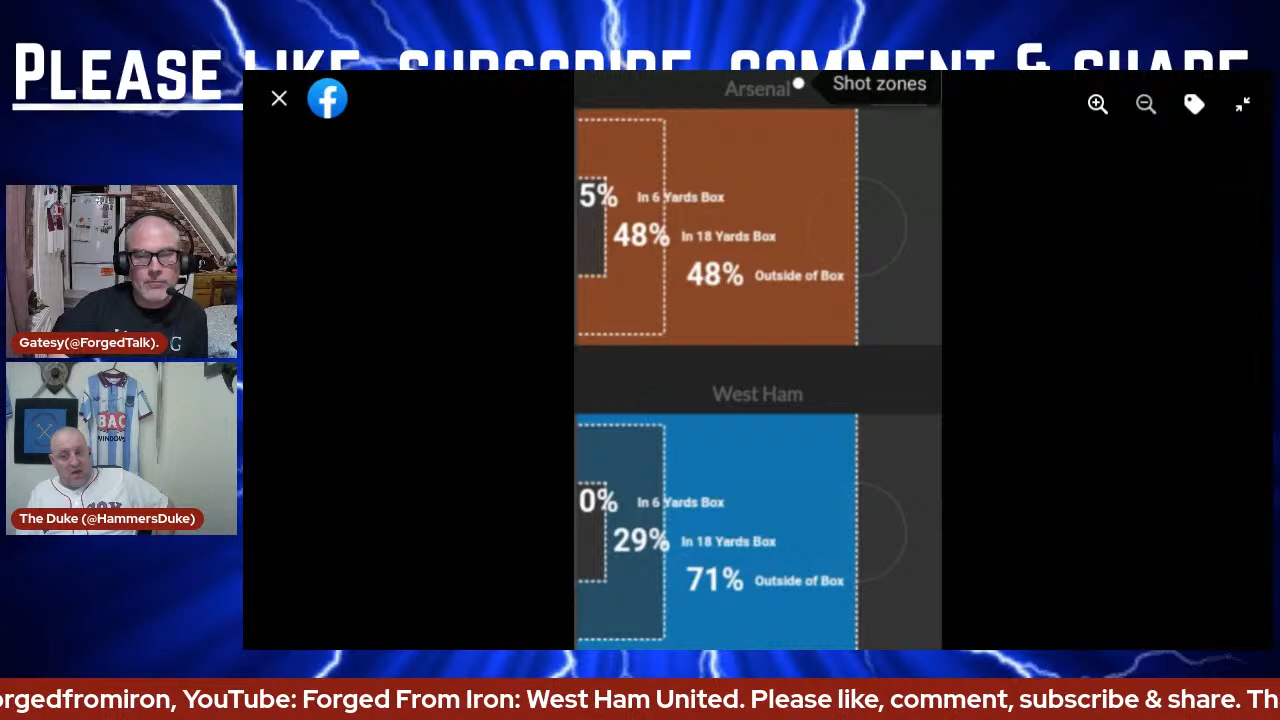 PLEASE LIKE, SUBSCRIBE, COMMENT & SHARE
Arsenal
Shot zones
5% In 6 Yards Box
48% In 18 Yards Box
48% Outside of Box
West Ham
0% In 6 Yards Box
29% In 18 Yards Box
71% Outside of Box
Gatesy(@ForgedTalk).
BAC
WINDOWS
The Duke (@HammersDuke)
orgedfromiron, YouTube: Forged From Iron: West Ham United. Please like, comment, subscribe & share. Th